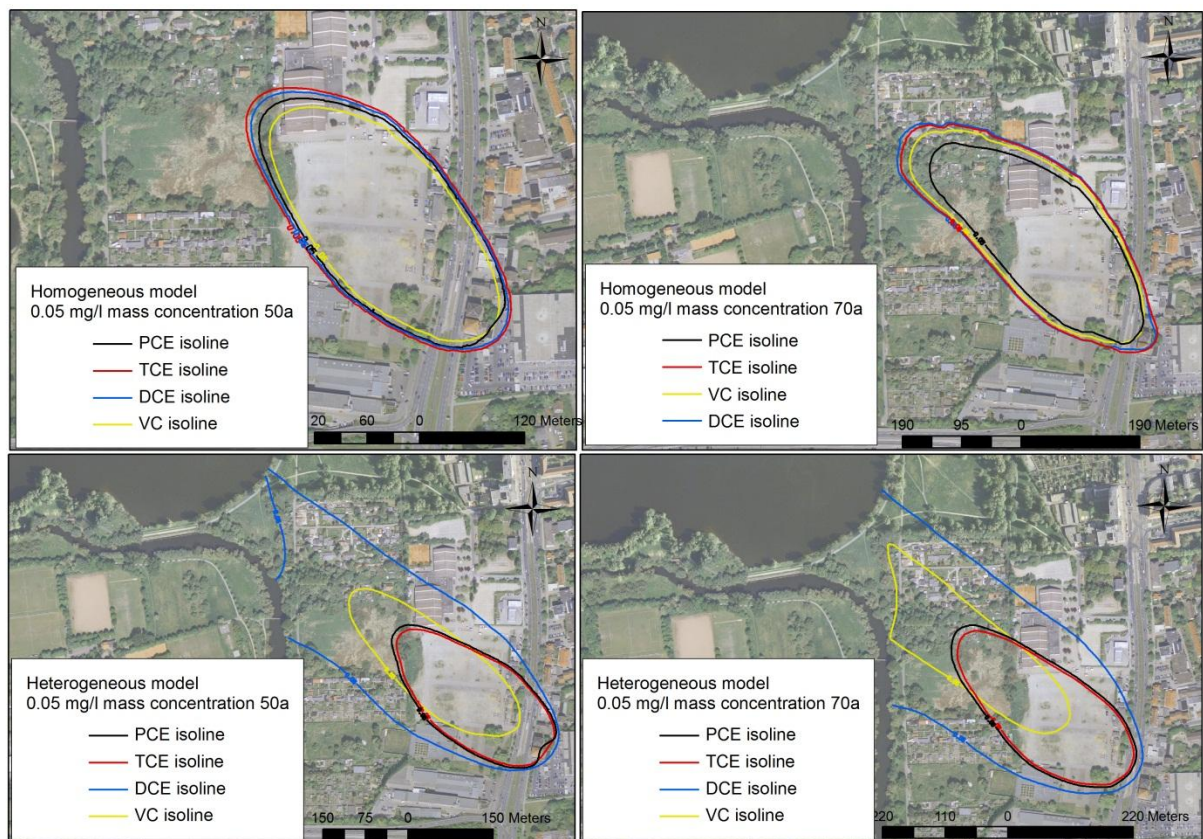 N
Homogeneous model
0.05 mg/l mass concentration 50a
PCE isoline
TCE isoline
DCE isoline
VC isoline
20 60 0 120 Meters
N
Homogeneous model
0.05 mg/l mass concentration 70a
PCE isoline
TCE isoline
VC isoline
DCE isoline
190 95 0 190 Meters
N
Heterogeneous model
0.05 mg/l mass concentration 50a
PCE isoline
TCE isoline
DCE isoline
VC isoline
150 75 0 150 Meters
N
Heterogeneous model
0.05 mg/l mass concentration 70a
PCE isoline
TCE isoline
DCE isoline
VC isoline
220 110 0 220 Meters